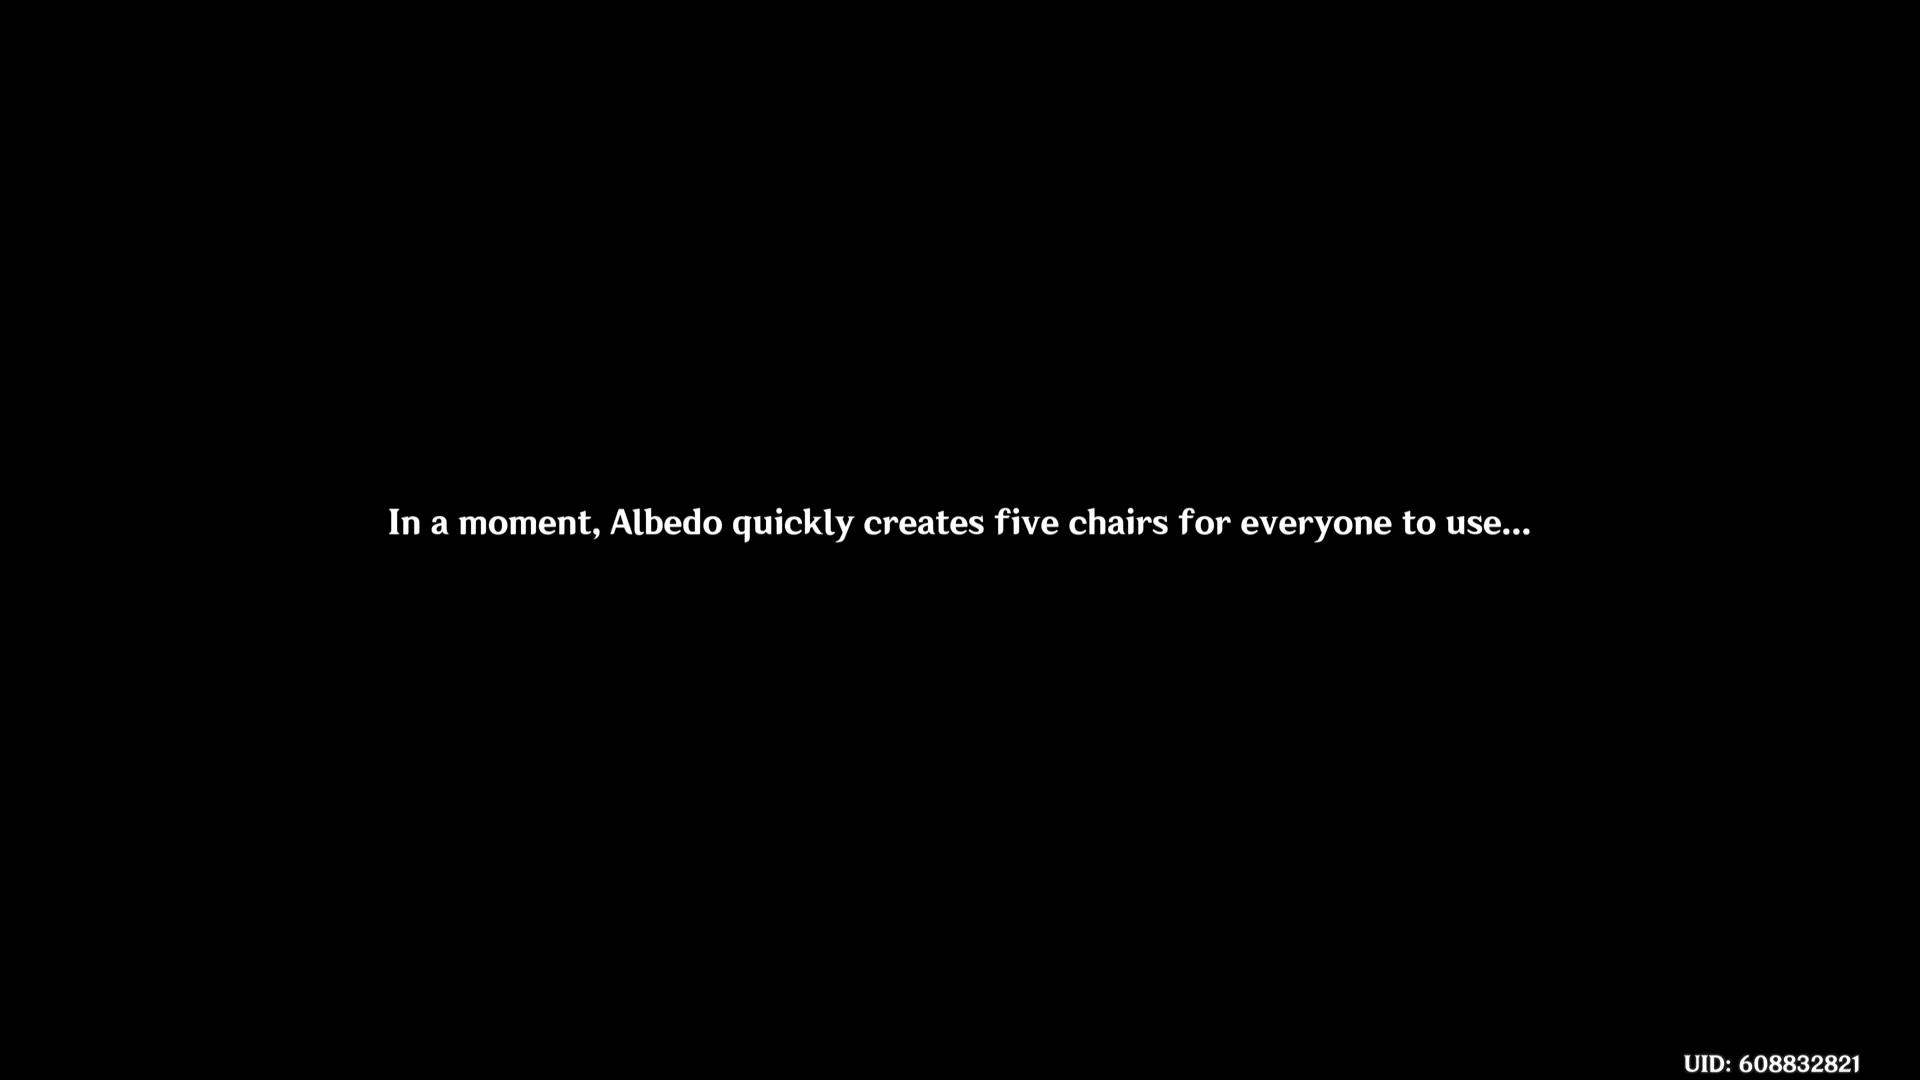 In a moment, Albedo quickly creates five chairs for everyone to use...
UID: 608832821